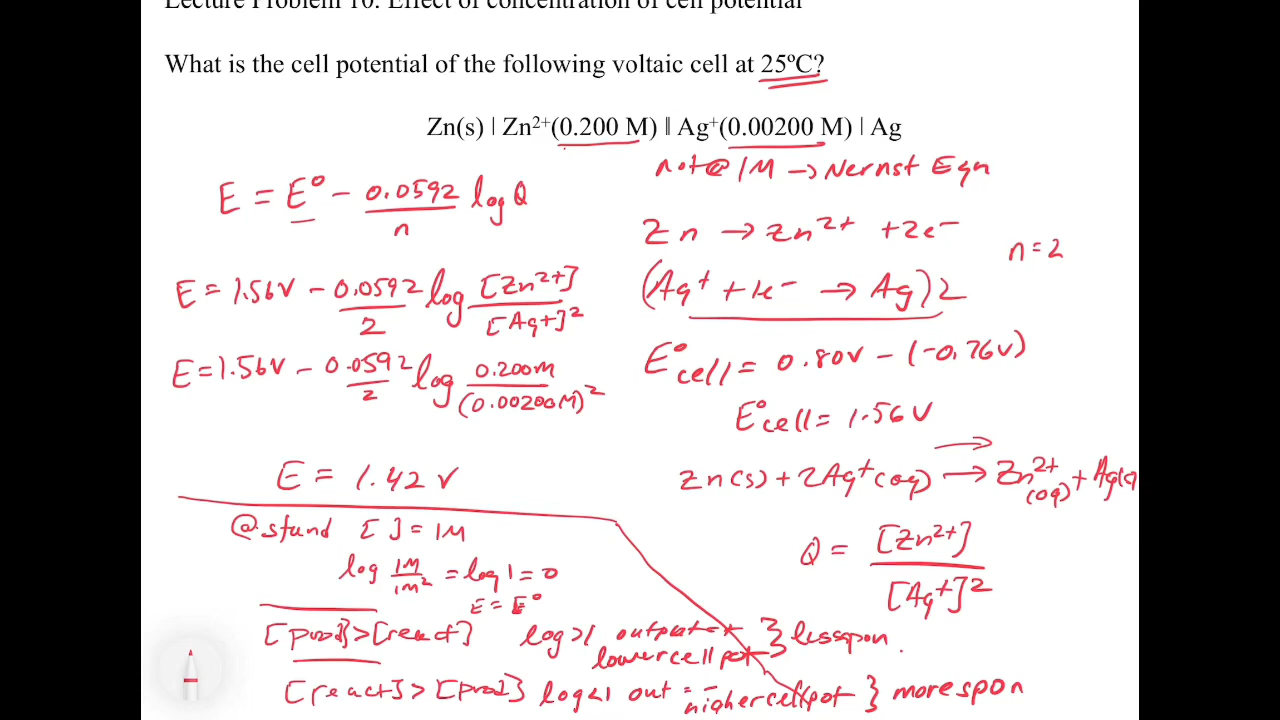 Lecture Problem 10: Effect of concentration of cell potential
What is the cell potential of the following voltaic cell at 25ºC?
Zn(s) | Zn²⁺(0.200 M) || Ag⁺(0.00200 M) | Ag
not @ 1M → Nernst Eqn
E = E° − 0.0592/n log Q
Zn → Zn²⁺ + 2e⁻
n = 2
(Ag⁺ + 1e⁻ → Ag)2
E = 1.56V − 0.0592/2 log [Zn²⁺]/[Ag+]²
E°cell = 0.80V − (−0.76V)
E = 1.56V − 0.0592/2 log 0.200M/(0.00200M)²
E°cell = 1.56V
E = 1.42 V
Zn(s) + 2Ag⁺(aq) → Zn²⁺(aq) + Ag(s
@ stand [ ] = 1M
log 1M/1M² = log 1 = 0
E = E°
Q = [Zn²⁺]/[Ag⁺]²
[prod] > [react] log >1 output = + lower cell pot } less spon.
[react] > [prod] log <1 out = − higher cell pot } more spon